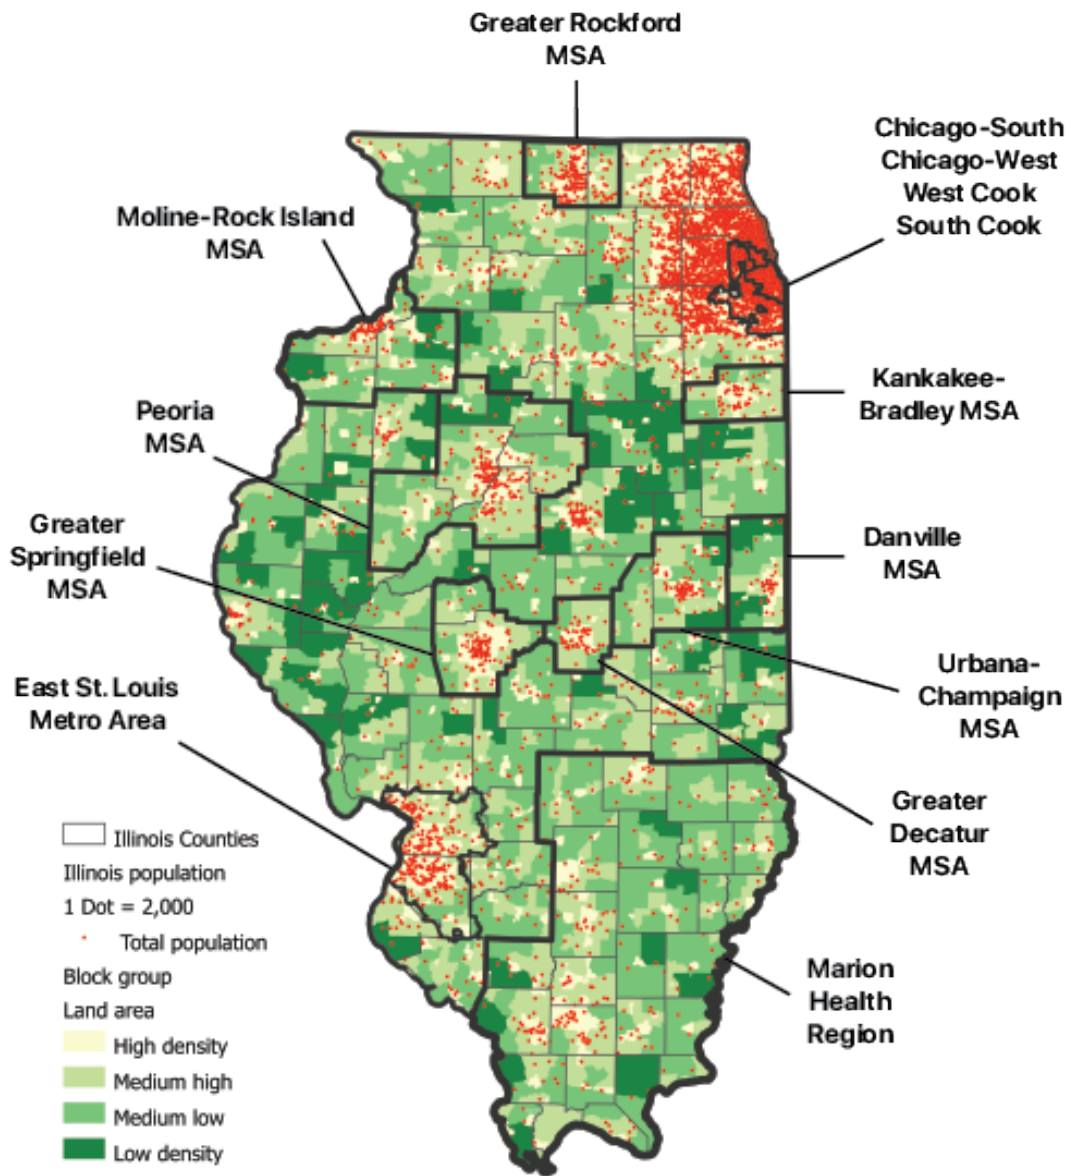 Greater Rockford
MSA
Chicago-South
Chicago-West
West Cook
South Cook
Moline-Rock Island
MSA
Kankakee-
Bradley MSA
Peoria
MSA
Greater
Springfield
MSA
Danville
MSA
East St. Louis
Metro Area
Urbana-
Champaign
MSA
Greater
Decatur
MSA
Marion
Health
Region
Illinois Counties
Illinois population
1 Dot = 2,000
Total population
Block group
Land area
High density
Medium high
Medium low
Low density